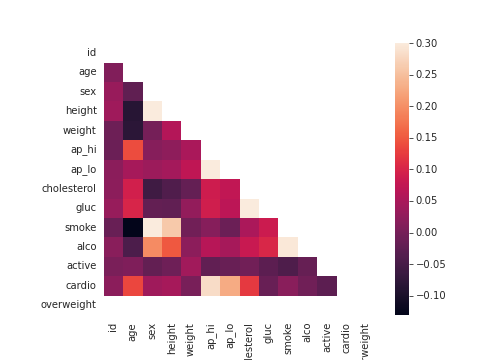 id
age
sex
height
weight
ap_hi
ap_lo
cholesterol
gluc
smoke
alco
active
cardio
overweight
id
age
sex
height
weight
ap_hi
ap_lo
lesterol
gluc
smoke
alco
active
cardio
rweight
0.30
0.25
0.20
0.15
0.10
0.05
0.00
−0.05
−0.10